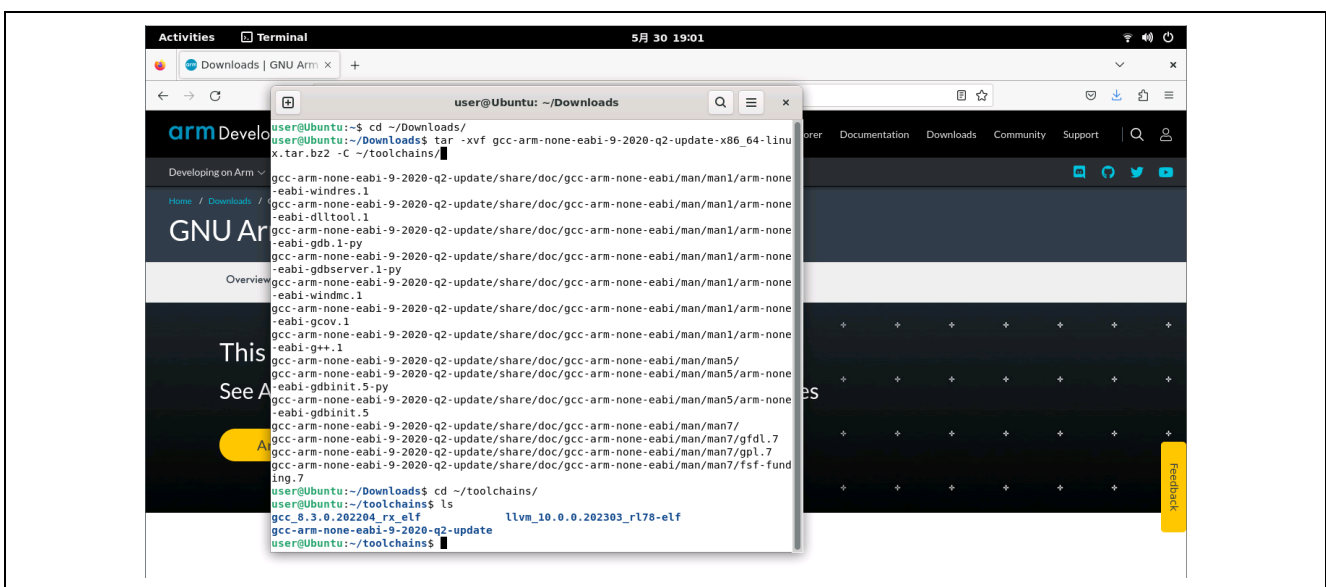 Activities Terminal 5月 30 19:01
Downloads | GNU Arm × + ×
user@Ubuntu: ~/Downloads ×
arm Develo orer Documentation Downloads Community Support
Developing on Arm
Home / Downloads /
GNU Ar
Overview
This
See A es
Feedback
user@Ubuntu:~$ cd ~/Downloads/
user@Ubuntu:~/Downloads$ tar -xvf gcc-arm-none-eabi-9-2020-q2-update-x86_64-linu
x.tar.bz2 -C ~/toolchains/
gcc-arm-none-eabi-9-2020-q2-update/share/doc/gcc-arm-none-eabi/man/man1/arm-none
-eabi-windres.1
gcc-arm-none-eabi-9-2020-q2-update/share/doc/gcc-arm-none-eabi/man/man1/arm-none
-eabi-dlltool.1
gcc-arm-none-eabi-9-2020-q2-update/share/doc/gcc-arm-none-eabi/man/man1/arm-none
-eabi-gdb.1-py
gcc-arm-none-eabi-9-2020-q2-update/share/doc/gcc-arm-none-eabi/man/man1/arm-none
-eabi-gdbserver.1-py
gcc-arm-none-eabi-9-2020-q2-update/share/doc/gcc-arm-none-eabi/man/man1/arm-none
-eabi-windmc.1
gcc-arm-none-eabi-9-2020-q2-update/share/doc/gcc-arm-none-eabi/man/man1/arm-none
-eabi-gcov.1
gcc-arm-none-eabi-9-2020-q2-update/share/doc/gcc-arm-none-eabi/man/man1/arm-none
-eabi-g++.1
gcc-arm-none-eabi-9-2020-q2-update/share/doc/gcc-arm-none-eabi/man/man5/
gcc-arm-none-eabi-9-2020-q2-update/share/doc/gcc-arm-none-eabi/man/man5/arm-none
-eabi-gdbinit.5-py
gcc-arm-none-eabi-9-2020-q2-update/share/doc/gcc-arm-none-eabi/man/man5/arm-none
-eabi-gdbinit.5
gcc-arm-none-eabi-9-2020-q2-update/share/doc/gcc-arm-none-eabi/man/man7/
gcc-arm-none-eabi-9-2020-q2-update/share/doc/gcc-arm-none-eabi/man/man7/gfdl.7
gcc-arm-none-eabi-9-2020-q2-update/share/doc/gcc-arm-none-eabi/man/man7/gpl.7
gcc-arm-none-eabi-9-2020-q2-update/share/doc/gcc-arm-none-eabi/man/man7/fsf-fund
ing.7
user@Ubuntu:~/Downloads$ cd ~/toolchains/
user@Ubuntu:~/toolchains$ ls
gcc_8.3.0.202204_rx_elf llvm_10.0.0.202303_rl78-elf
gcc-arm-none-eabi-9-2020-q2-update
user@Ubuntu:~/toolchains$